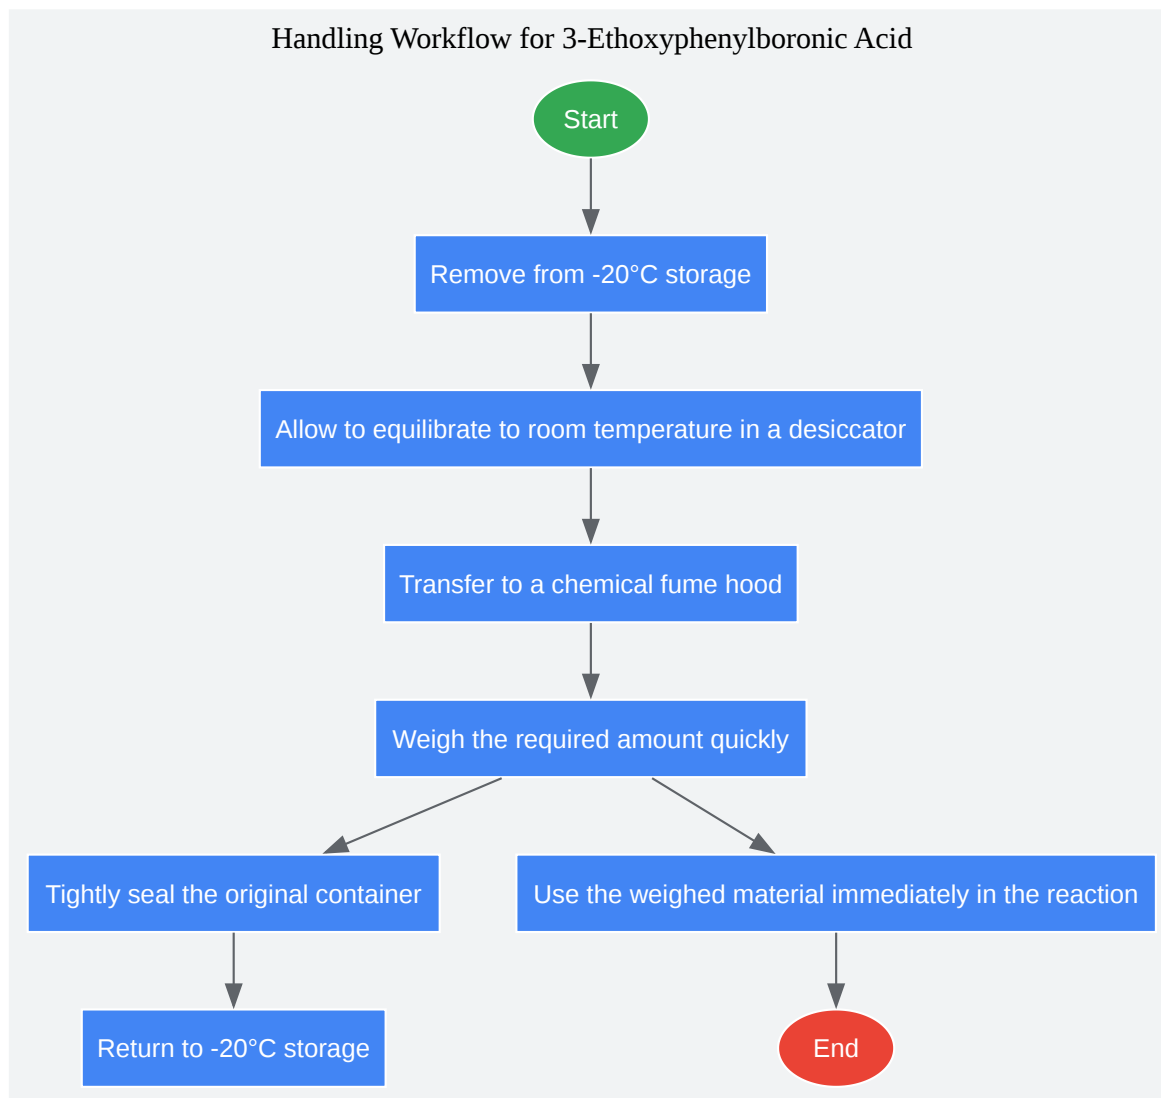 Handling Workflow for 3-Ethoxyphenylboronic Acid
Start
Remove from -20°C storage
Allow to equilibrate to room temperature in a desiccator
Transfer to a chemical fume hood
Weigh the required amount quickly
Tightly seal the original container
Use the weighed material immediately in the reaction
Return to -20°C storage
End